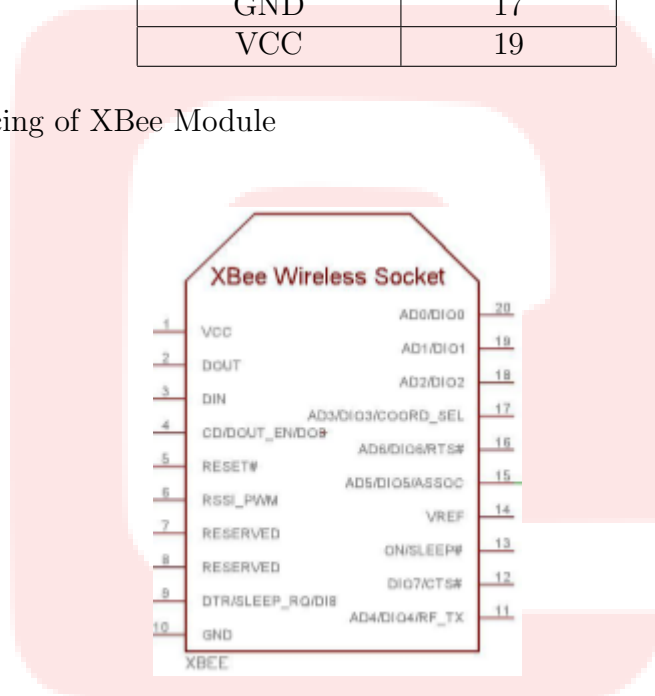 GND 17
VCC 19
cing of XBee Module
XBee Wireless Socket
1 VCC
2 DOUT
3 DIN
4 CD/DOUT_EN/DO8
5 RESET#
6 RSSI_PWM
7 RESERVED
8 RESERVED
9 DTR/SLEEP_RQ/DI8
10 GND
AD0/DIO0 20
AD1/DIO1 19
AD2/DIO2 18
AD3/DIO3/COORD_SEL 17
AD6/DIO6/RTS# 16
AD5/DIO5/ASSOC 15
VREF 14
ON/SLEEP# 13
DIO7/CTS# 12
AD4/DIO4/RF_TX 11
XBEE